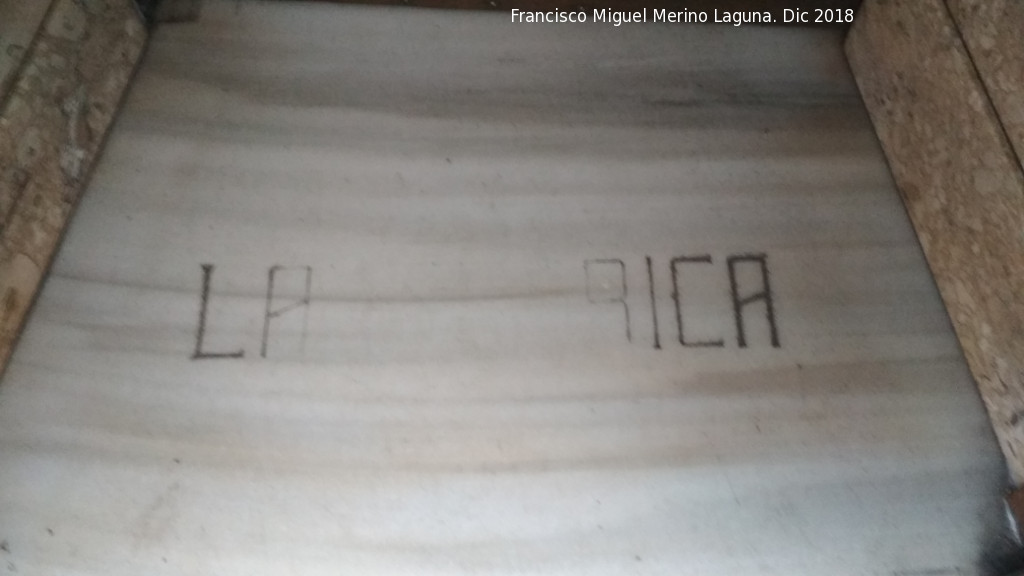 Francisco Miguel Merino Laguna. Dic 2018
LA RICA